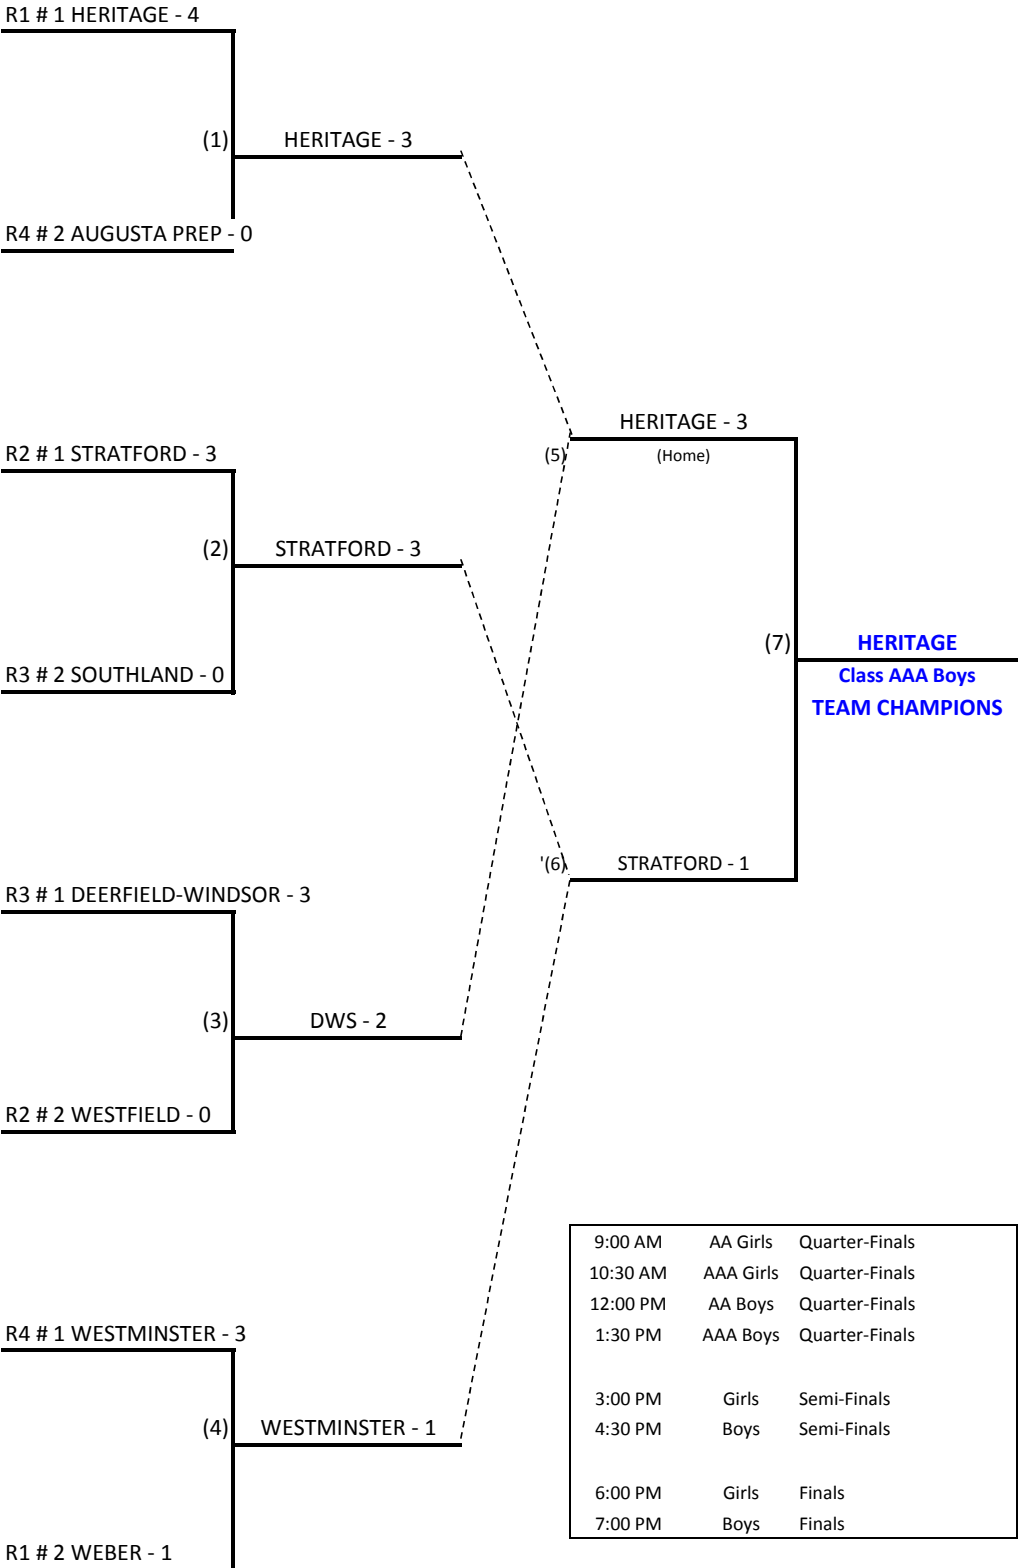 R1 # 1 HERITAGE - 4
(1) HERITAGE - 3
R4 # 2 AUGUSTA PREP - 0
HERITAGE - 3
R2 # 1 STRATFORD - 3
(5) (Home)
(2) STRATFORD - 3
(7) HERITAGE
R3 # 2 SOUTHLAND - 0
Class AAA Boys
TEAM CHAMPIONS
'(6) STRATFORD - 1
R3 # 1 DEERFIELD-WINDSOR - 3
(3) DWS - 2
R2 # 2 WESTFIELD - 0
9:00 AM AA Girls Quarter-Finals
10:30 AM AAA Girls Quarter-Finals
12:00 PM AA Boys Quarter-Finals
1:30 PM AAA Boys Quarter-Finals
R4 # 1 WESTMINSTER - 3
3:00 PM Girls Semi-Finals
4:30 PM Boys Semi-Finals
(4) WESTMINSTER - 1
6:00 PM Girls Finals
7:00 PM Boys Finals
R1 # 2 WEBER - 1